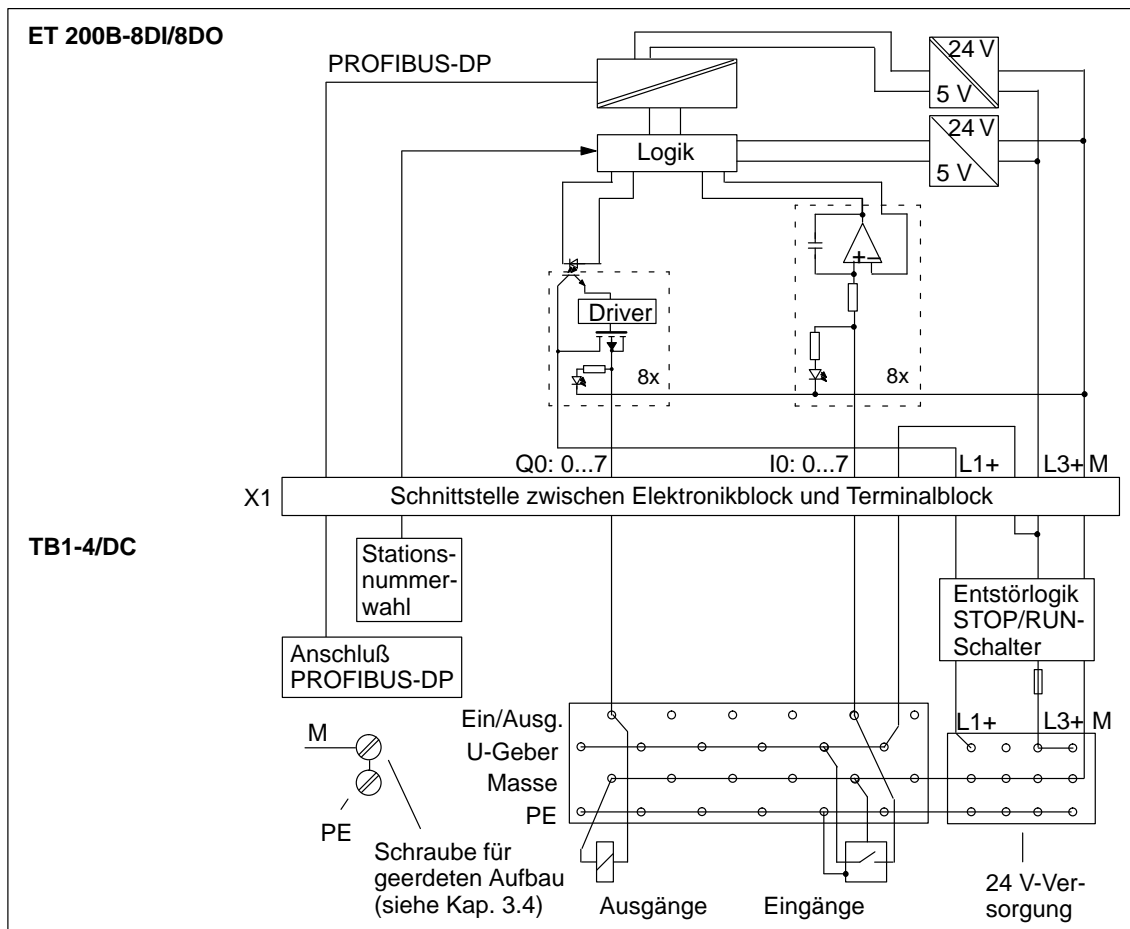 ET 200B-8DI/8DO
PROFIBUS-DP
24 V
5 V
24 V
5 V
Logik
+ −
Driver
8x
8x
Q0: 0...7
I0: 0...7
L1+
L3+ M
X1
Schnittstelle zwischen Elektronikblock und Terminalblock
TB1-4/DC
Stations-
nummer-
wahl
Entstörlogik
STOP/RUN-
Schalter
Anschluß
PROFIBUS-DP
Ein/Ausg.
U-Geber
Masse
PE
L1+
L3+ M
M
PE
Schraube für
geerdeten Aufbau
(siehe Kap. 3.4)
Ausgänge
Eingänge
24 V-Ver-
sorgung